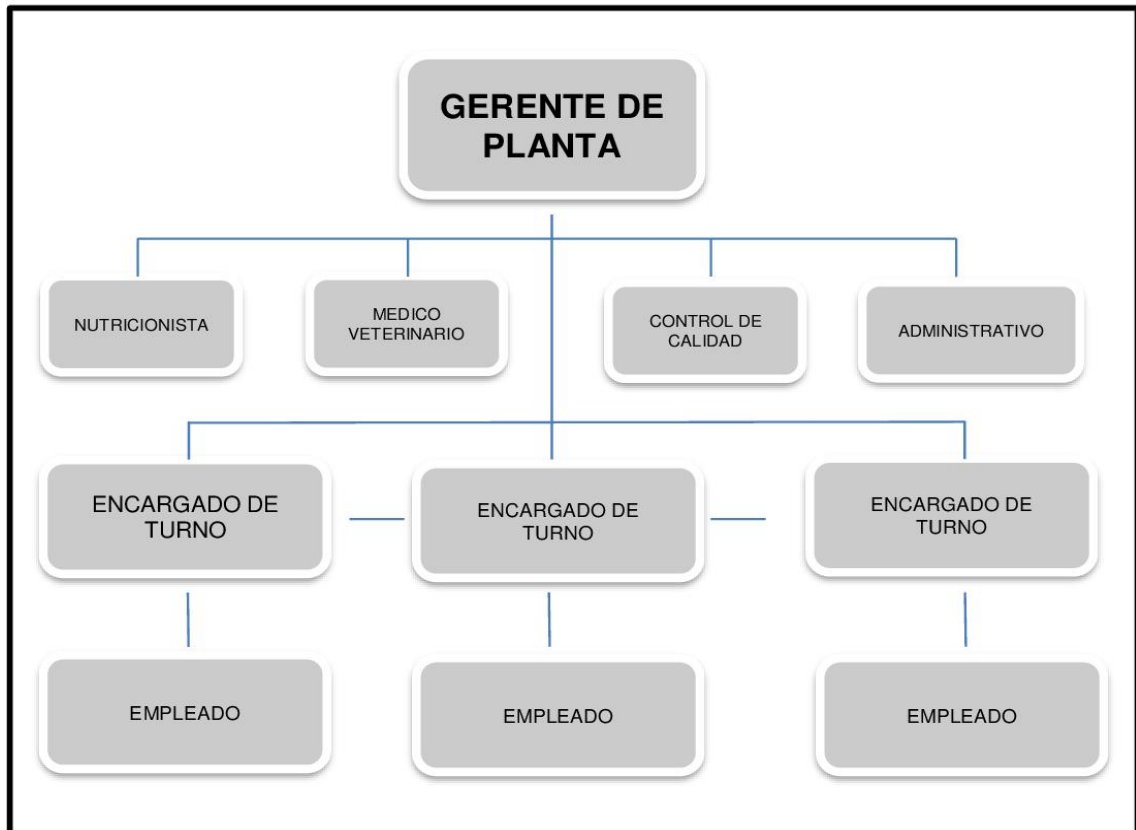 GERENTE DE
PLANTA
NUTRICIONISTA
MEDICO
VETERINARIO
CONTROL DE
CALIDAD
ADMINISTRATIVO
ENCARGADO DE
TURNO
ENCARGADO DE
TURNO
ENCARGADO DE
TURNO
EMPLEADO
EMPLEADO
EMPLEADO